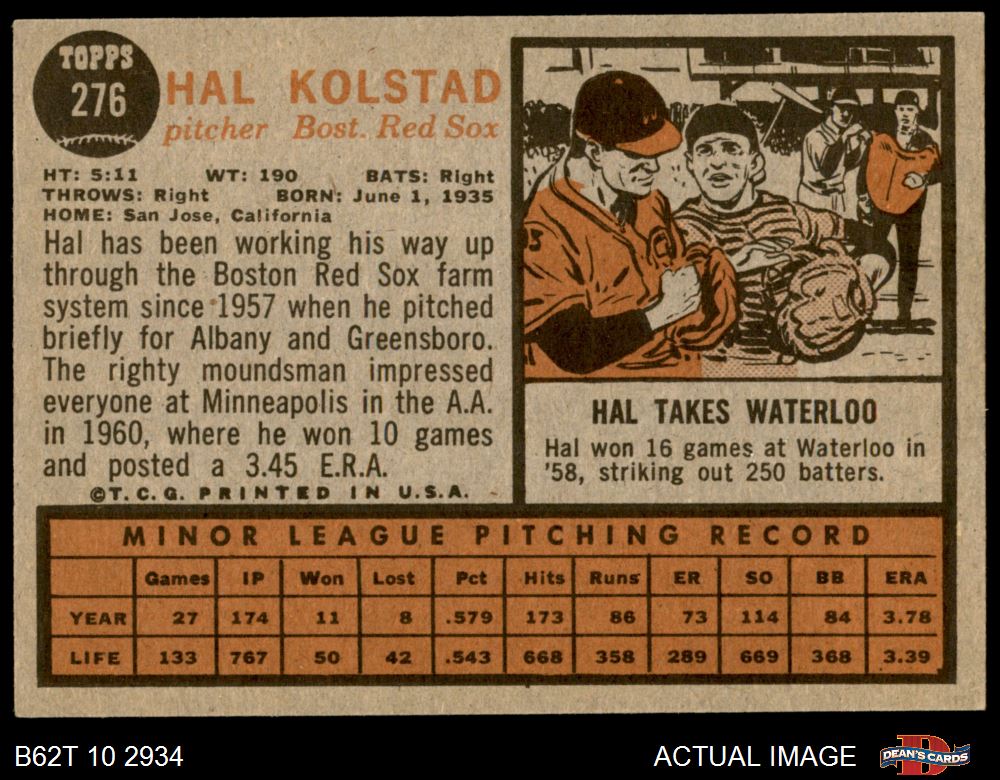 TOPPS
276
HAL KOLSTAD
pitcher Bost. Red Sox
HT: 5:11 WT: 190 BATS: Right
THROWS: Right BORN: June 1, 1935
HOME: San Jose, California
Hal has been working his way up
through the Boston Red Sox farm
system since 1957 when he pitched
briefly for Albany and Greensboro.
The righty moundsman impressed
everyone at Minneapolis in the A.A.
in 1960, where he won 10 games
and posted a 3.45 E.R.A.
©T.C.G. PRINTED IN U.S.A.
HAL TAKES WATERLOO
Hal won 16 games at Waterloo in
'58, striking out 250 batters.
MINOR LEAGUE PITCHING RECORD
Games IP Won Lost Pct Hits Runs ER SO BB ERA
YEAR 27 174 11 8 .579 173 86 73 114 84 3.78
LIFE 133 767 50 42 .543 668 358 289 669 368 3.39
B62T 10 2934 ACTUAL IMAGE DEAN'S CARDS